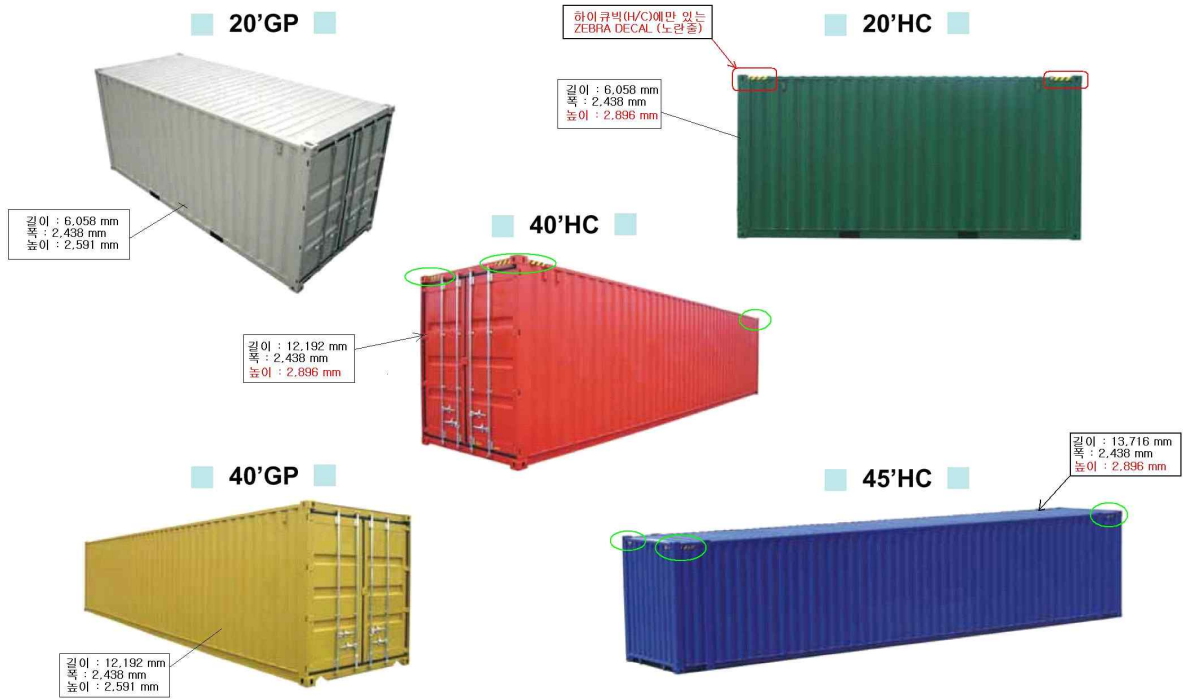 20’GP
하이큐빅(H/C)에만 있는
ZEBRA DECAL (노란줄)
20’HC
길이 : 6,058 mm
폭 : 2,438 mm
높이 : 2,896 mm
길이 : 6,058 mm
폭 : 2,438 mm
높이 : 2,591 mm
40’HC
길이 : 12,192 mm
폭 : 2,438 mm
높이 : 2,896 mm
40’GP
길이 : 12,192 mm
폭 : 2,438 mm
높이 : 2,591 mm
45’HC
길이 : 13,716 mm
폭 : 2,438 mm
높이 : 2,896 mm